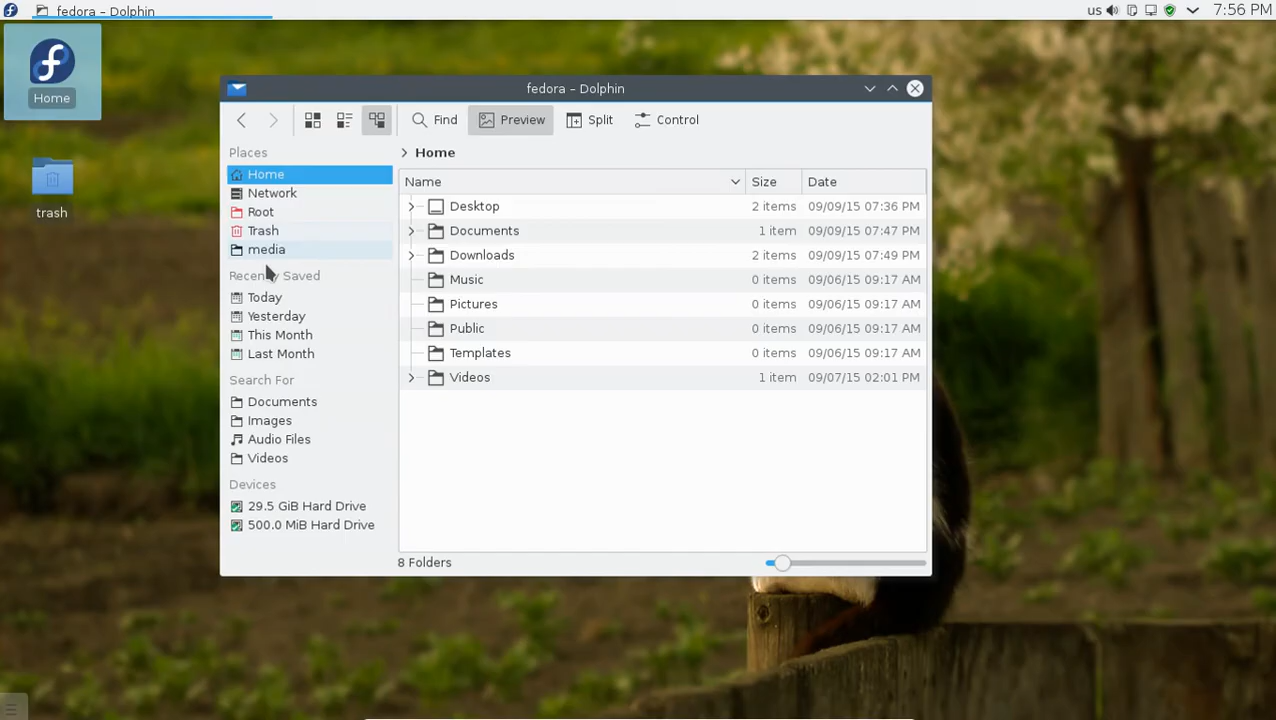 fedora – Dolphin
us
7:56 PM
Home
trash
fedora – Dolphin
Find
Preview
Split
Control
Places
Home
Network
Root
Trash
media
Recently Saved
Today
Yesterday
This Month
Last Month
Search For
Documents
Images
Audio Files
Videos
Devices
29.5 GiB Hard Drive
500.0 MiB Hard Drive
Home
Name Size Date
Desktop 2 items 09/09/15 07:36 PM
Documents 1 item 09/09/15 07:47 PM
Downloads 2 items 09/09/15 07:49 PM
Music 0 items 09/06/15 09:17 AM
Pictures 0 items 09/06/15 09:17 AM
Public 0 items 09/06/15 09:17 AM
Templates 0 items 09/06/15 09:17 AM
Videos 1 item 09/07/15 02:01 PM
8 Folders